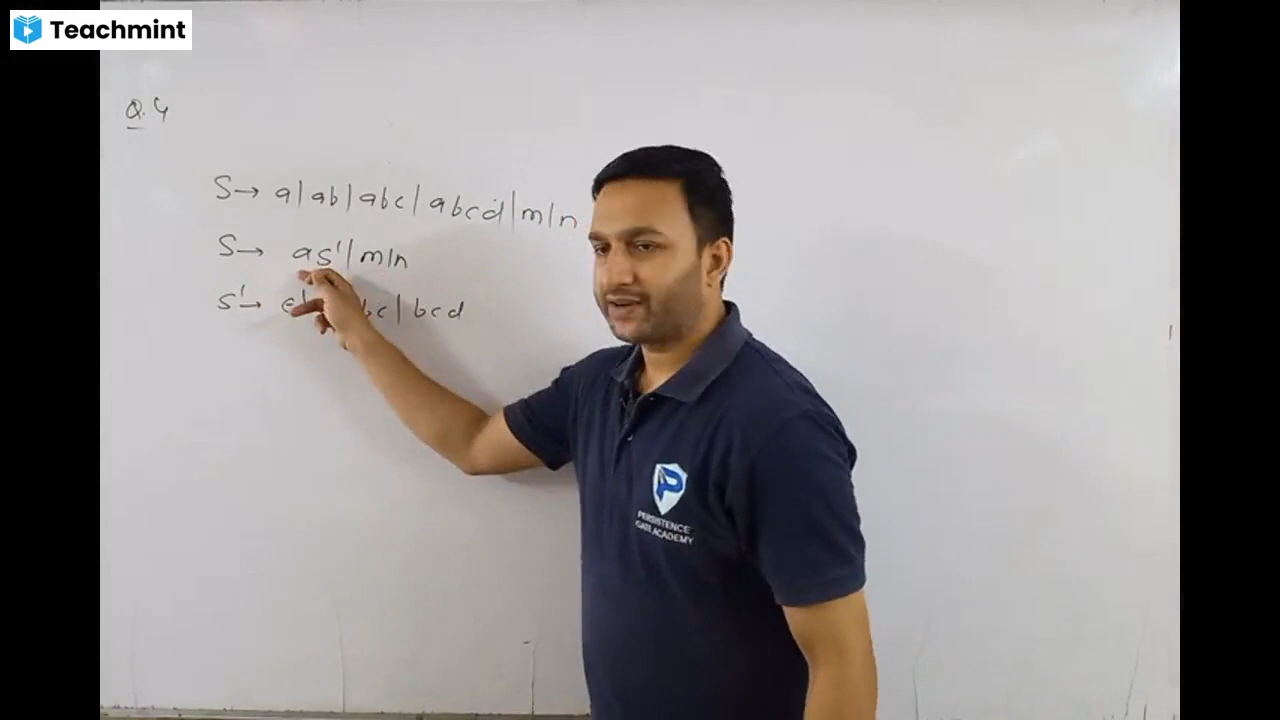 Teachmint
Q.4
S→ a|ab|abc|abcd|m|n
S→ aS'|m|n
S'→ ϵ| bc|bcd
P
PERSISTENCE
GATE ACADEMY